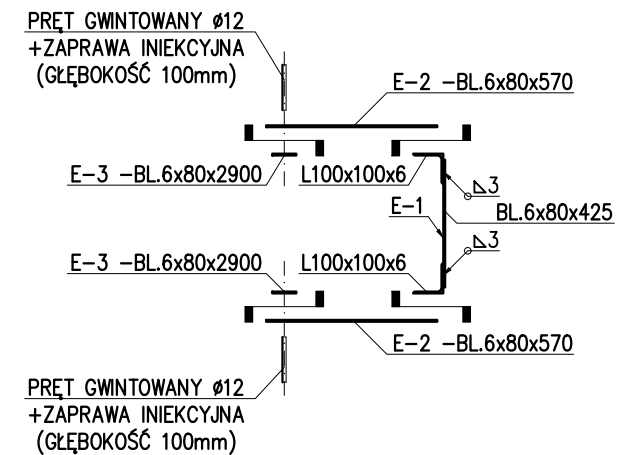 PRĘT GWINTOWANY ø12
+ZAPRAWA INIEKCYJNA
(GŁĘBOKOŚĆ 100mm)
E-2 -BL.6x80x570
E-3 -BL.6x80x2900
L100x100x6
3
E-1
BL.6x80x425
3
E-3 -BL.6x80x2900
L100x100x6
E-2 -BL.6x80x570
PRĘT GWINTOWANY ø12
+ZAPRAWA INIEKCYJNA
(GŁĘBOKOŚĆ 100mm)